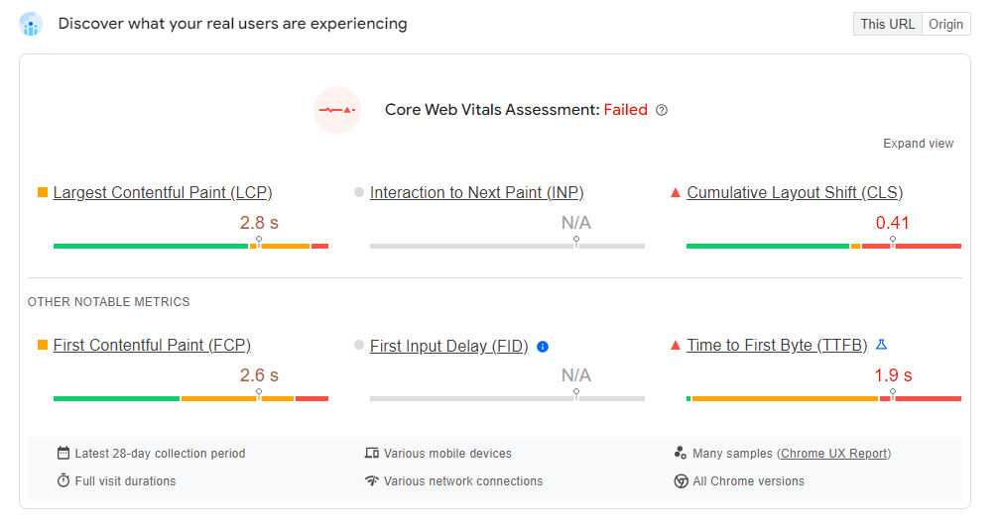 Discover what your real users are experiencing
This URL Origin
Core Web Vitals Assessment: Failed
Expand view
Largest Contentful Paint (LCP)
2.8 s
Interaction to Next Paint (INP)
N/A
Cumulative Layout Shift (CLS)
0.41
OTHER NOTABLE METRICS
First Contentful Paint (FCP)
2.6 s
First Input Delay (FID)
N/A
Time to First Byte (TTFB)
1.9 s
Latest 28-day collection period
Various mobile devices
Many samples (Chrome UX Report)
Full visit durations
Various network connections
All Chrome versions